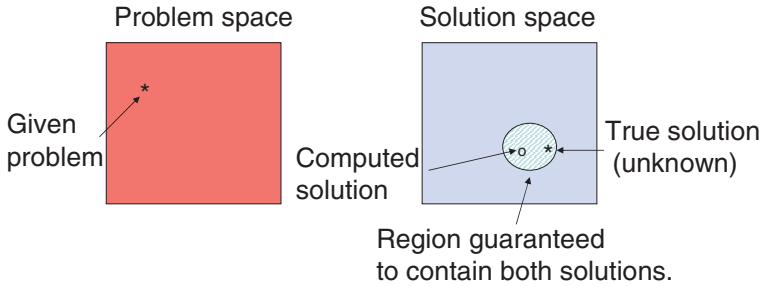 Problem space
Solution space
*
Given
problem
Computed
solution
o *
True solution
(unknown)
Region guaranteed
to contain both solutions.